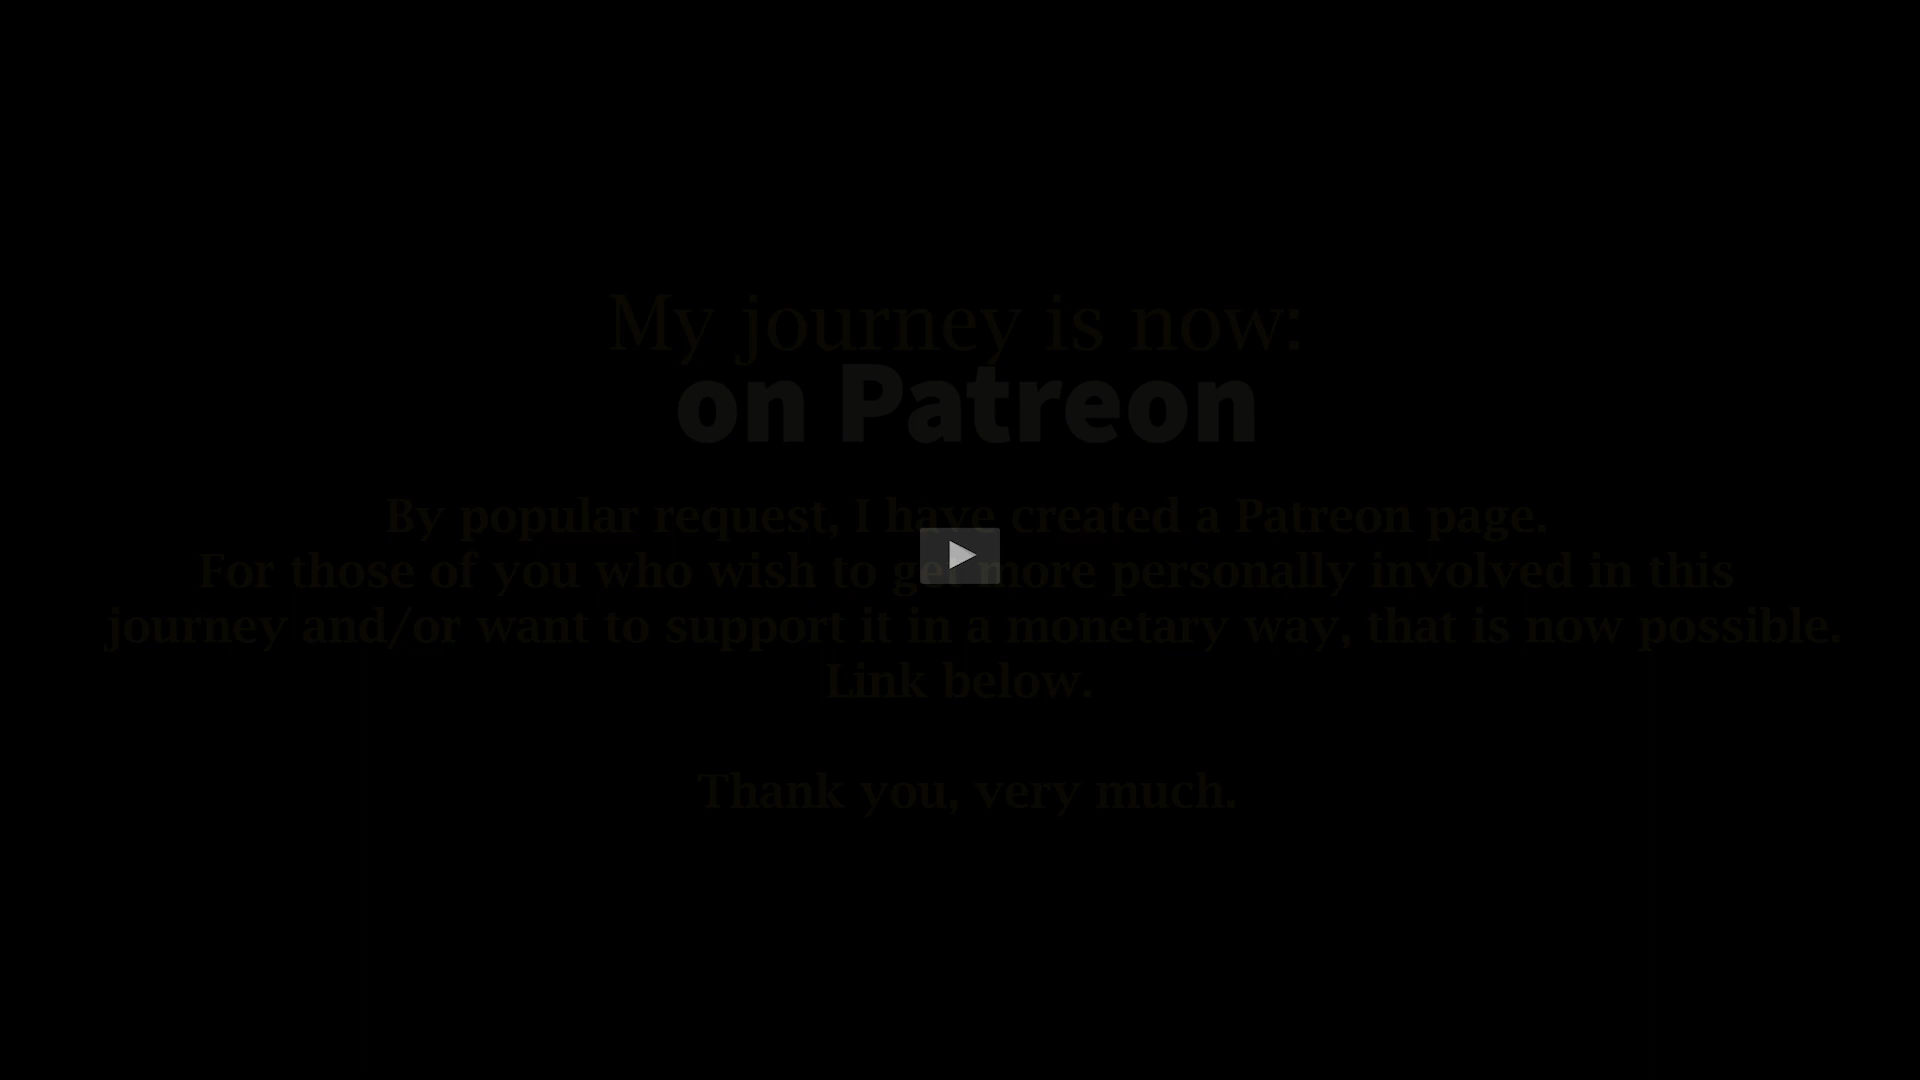 My journey is now:
on Patreon
By popular request, I have created a Patreon page.
For those of you who wish to get more personally involved in this
journey and/or want to support it in a monetary way, that is now possible.
Link below.
Thank you, very much.